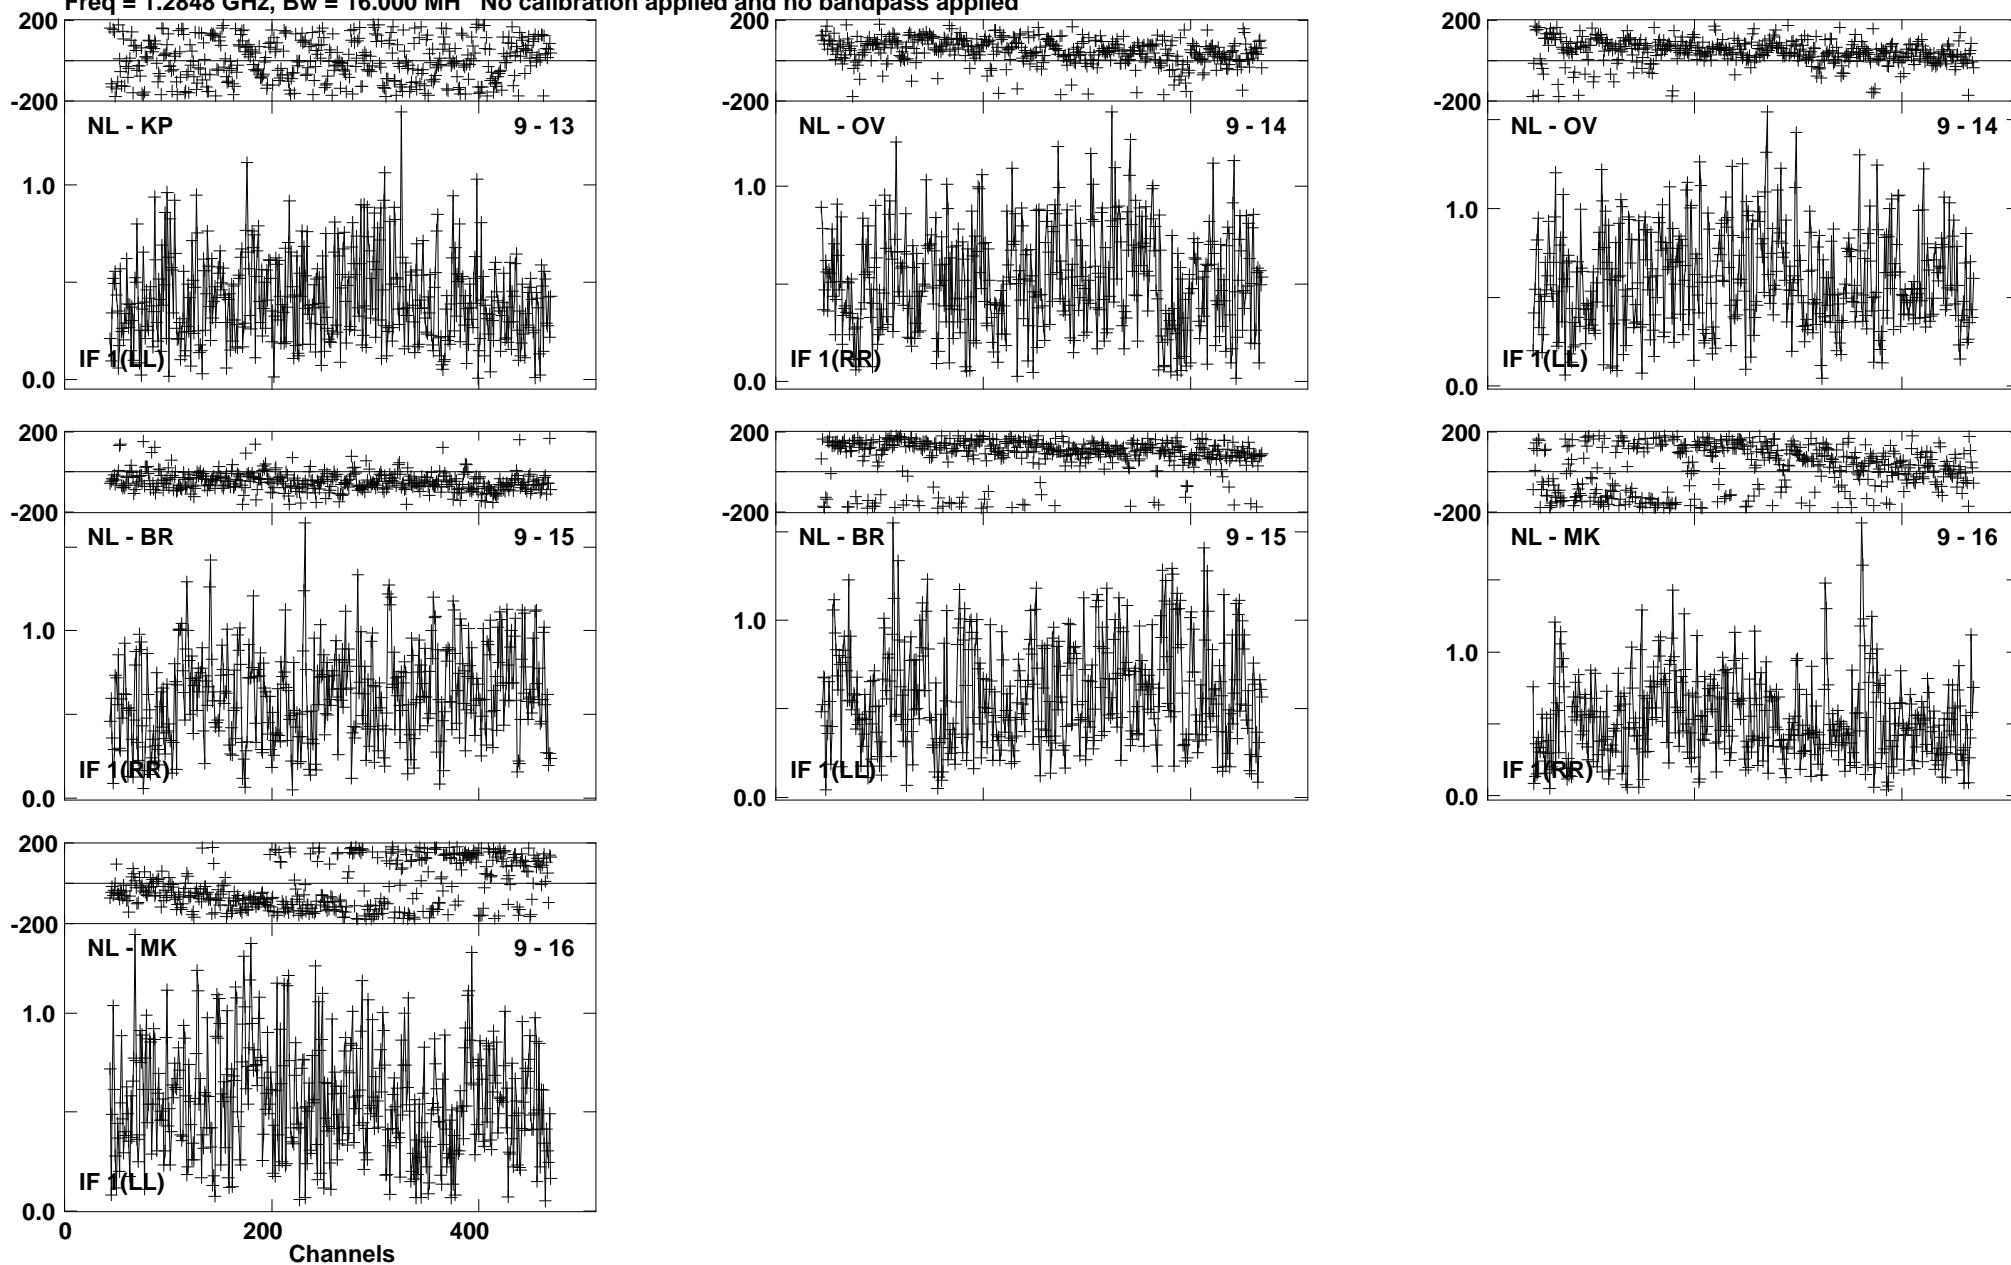 Freq = 1.2848 GHz, Bw = 16.000 MH No calibration applied and no bandpass applied
200
-200
NL - KP 9 - 13
1.0
IF 1(LL)
0.0
NL - OV 9 - 14
200
-200
1.0
IF 1(RR)
0.0
200
-200
NL - OV 9 - 14
1.0
IF 1(LL)
0.0
200
-200
NL - BR 9 - 15
1.0
IF 1(RR)
0.0
200
-200
NL - BR 9 - 15
1.0
IF 1(LL)
0.0
200
-200
NL - MK 9 - 16
1.0
IF 1(RR)
0.0
200
-200
NL - MK 9 - 16
1.0
IF 1(LL)
0.0
0 200 400
Channels